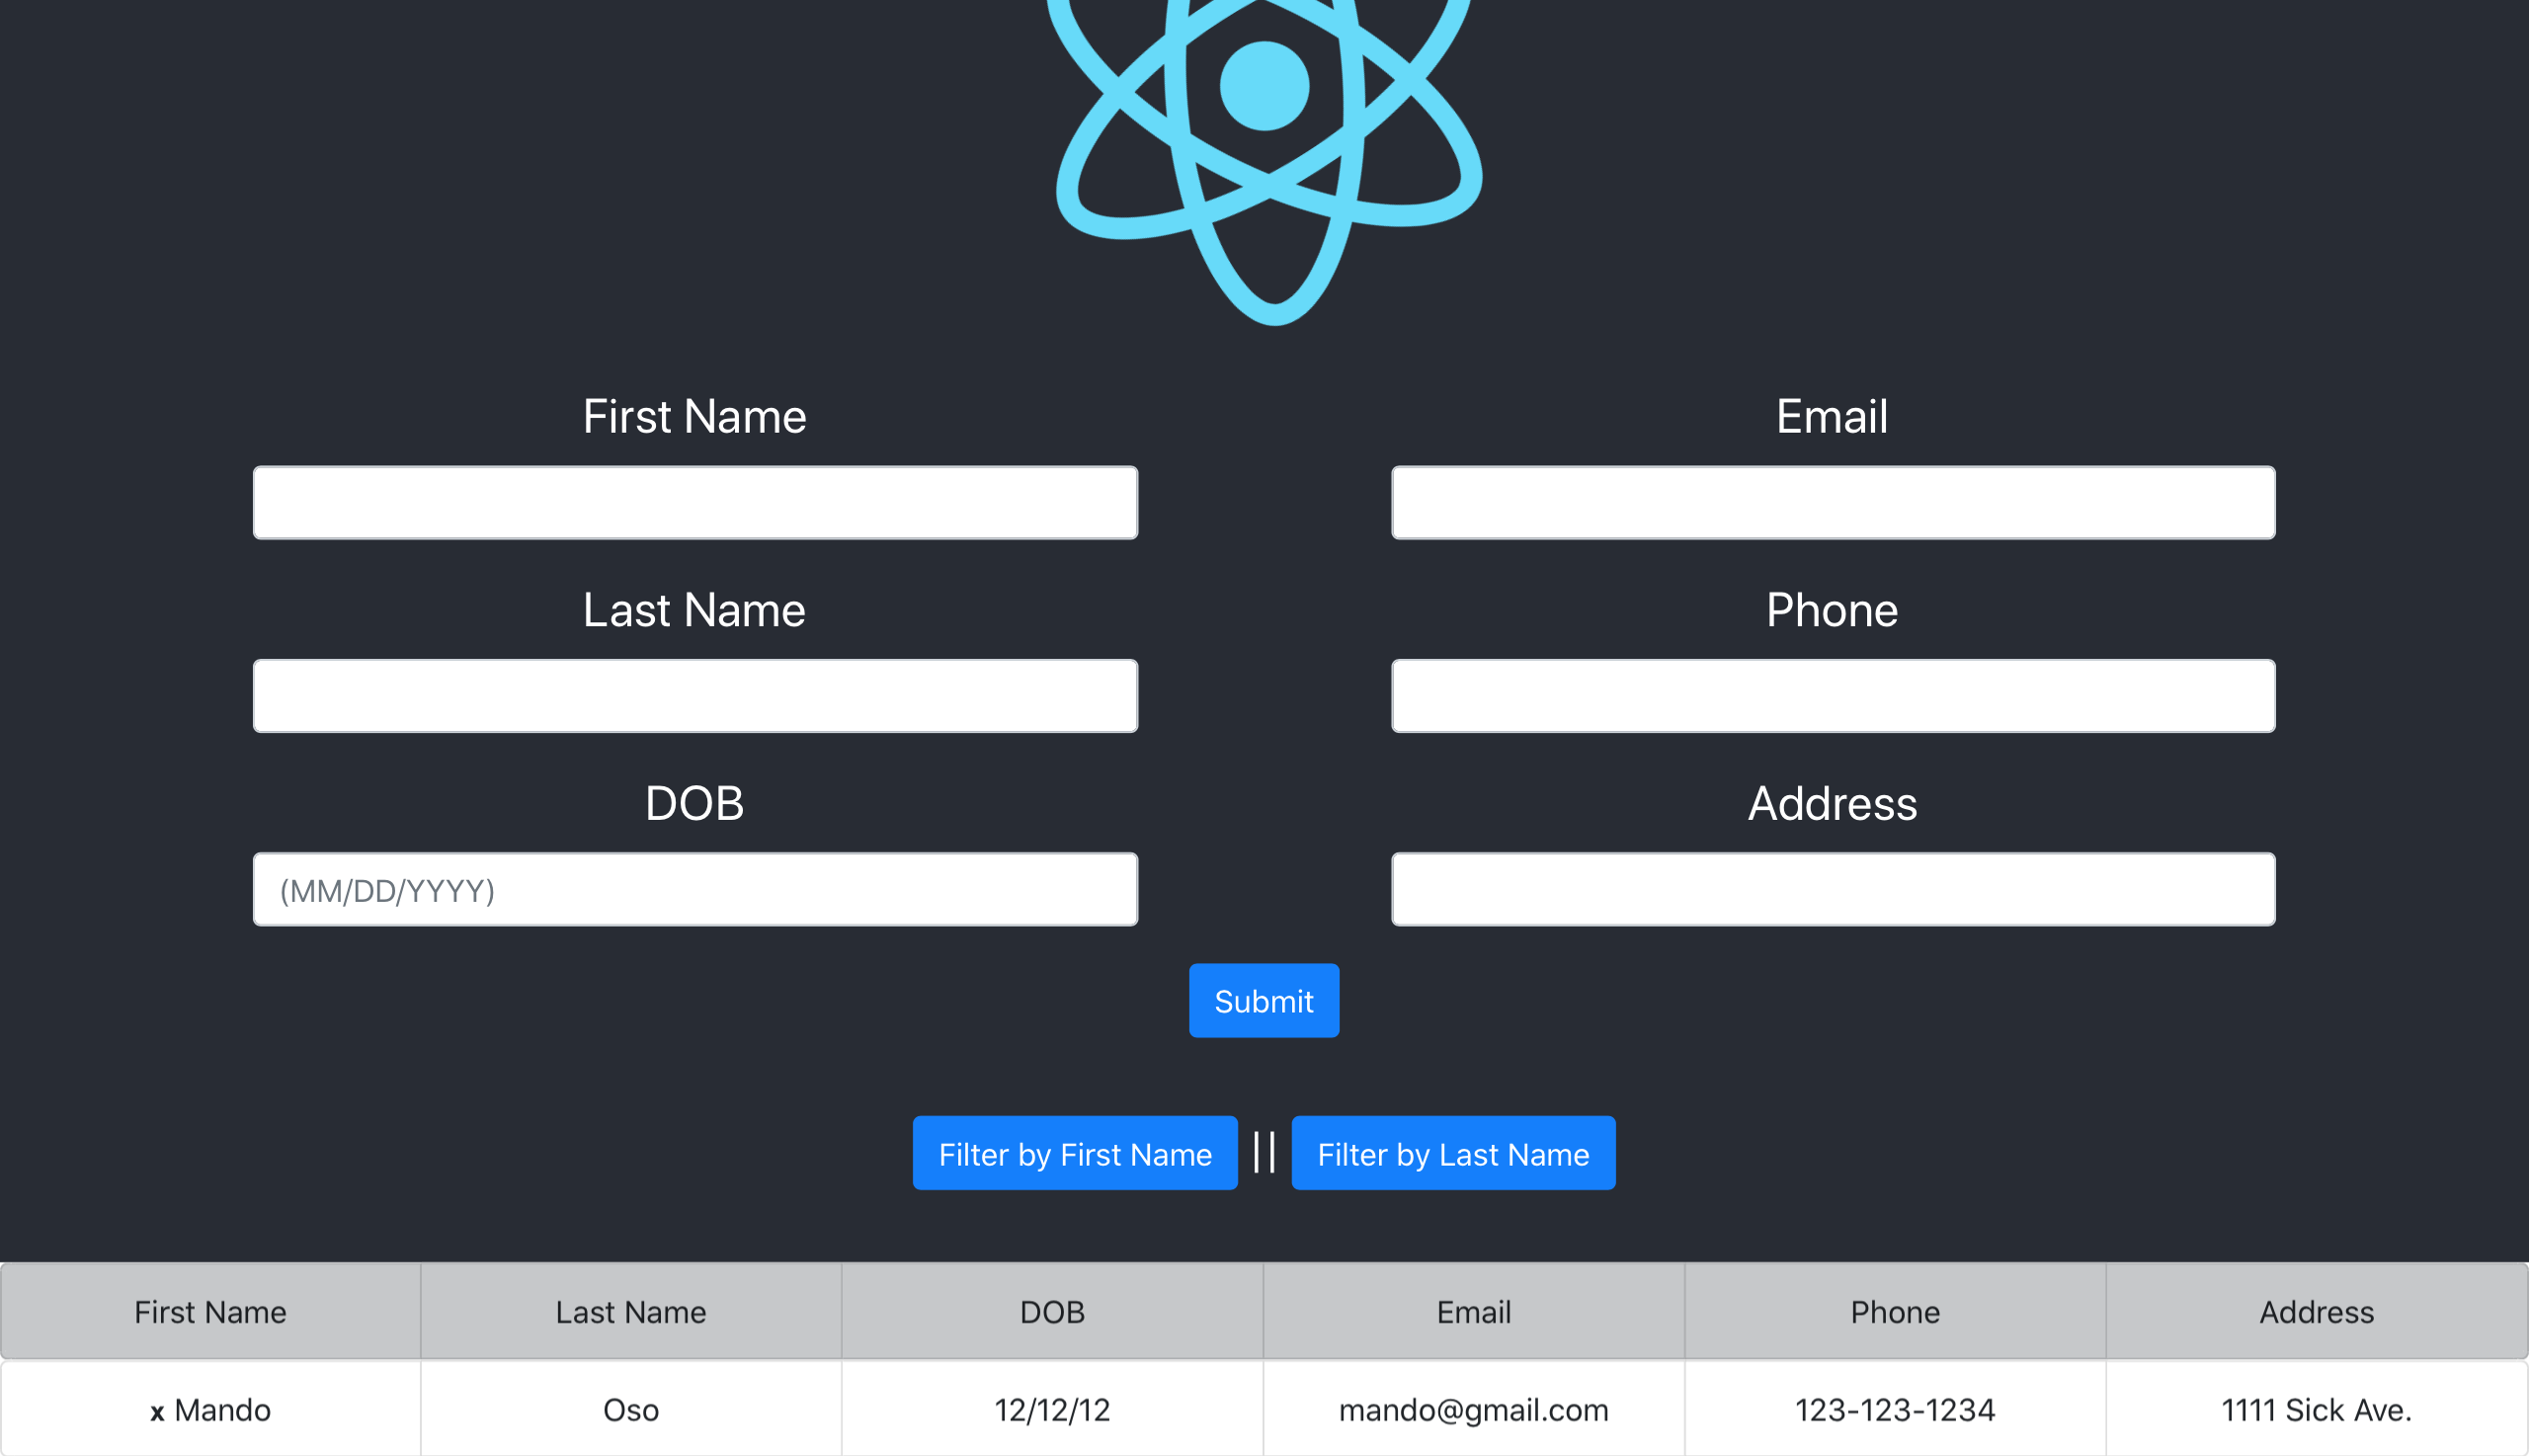 First Name Email
Last Name Phone
DOB Address
(MM/DD/YYYY)
Submit
Filter by First Name || Filter by Last Name
First Name Last Name DOB Email Phone Address
x Mando Oso 12/12/12 mando@gmail.com 123-123-1234 1111 Sick Ave.